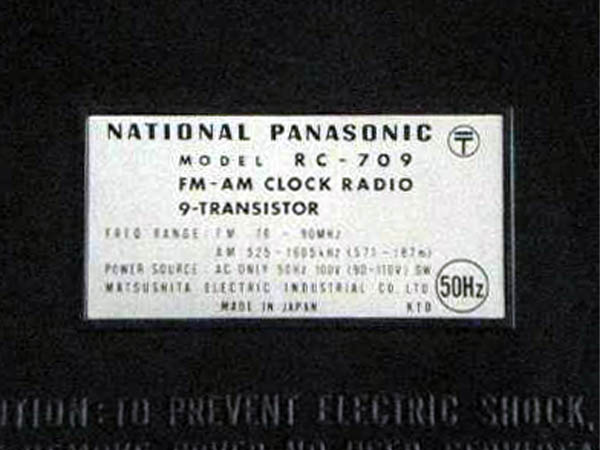 NATIONAL PANASONIC 〒
MODEL RC-709
FM-AM CLOCK RADIO
9-TRANSISTOR
FREQ RANGE: FM 76 - 90MHz
AM 525-1605kHz (571-187m)
POWER SOURCE: AC ONLY 50Hz 100V (90-110V) 9W
MATSUSHITA ELECTRIC INDUSTRIAL CO. LTD 50Hz
MADE IN JAPAN
TO PREVENT ELECTRIC SHOCK,